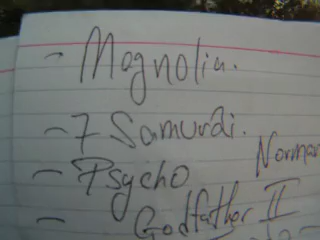 - Magnolia.
- 7 Samurai.
Norman
- Psycho
- Godfather II